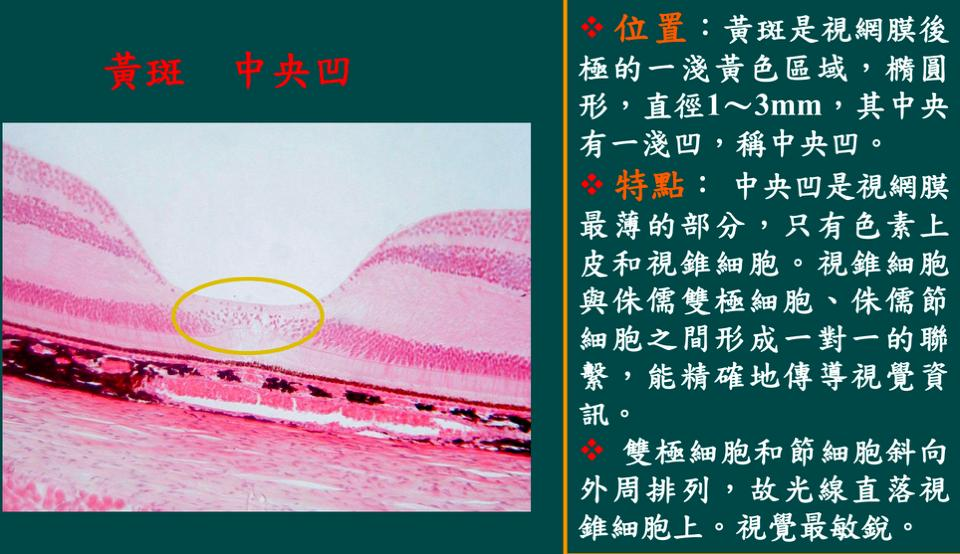 黃斑 中央凹
❖ 位置：黃斑是視網膜後
極的一淺黃色區域，橢圓
形，直徑1～3mm，其中央
有一淺凹，稱中央凹。
❖ 特點： 中央凹是視網膜
最薄的部分，只有色素上
皮和視錐細胞。視錐細胞
與侏儒雙極細胞、侏儒節
細胞之間形成一對一的聯
繫，能精確地傳導視覺資
訊。
❖ 雙極細胞和節細胞斜向
外周排列，故光線直落視
錐細胞上。視覺最敏銳。